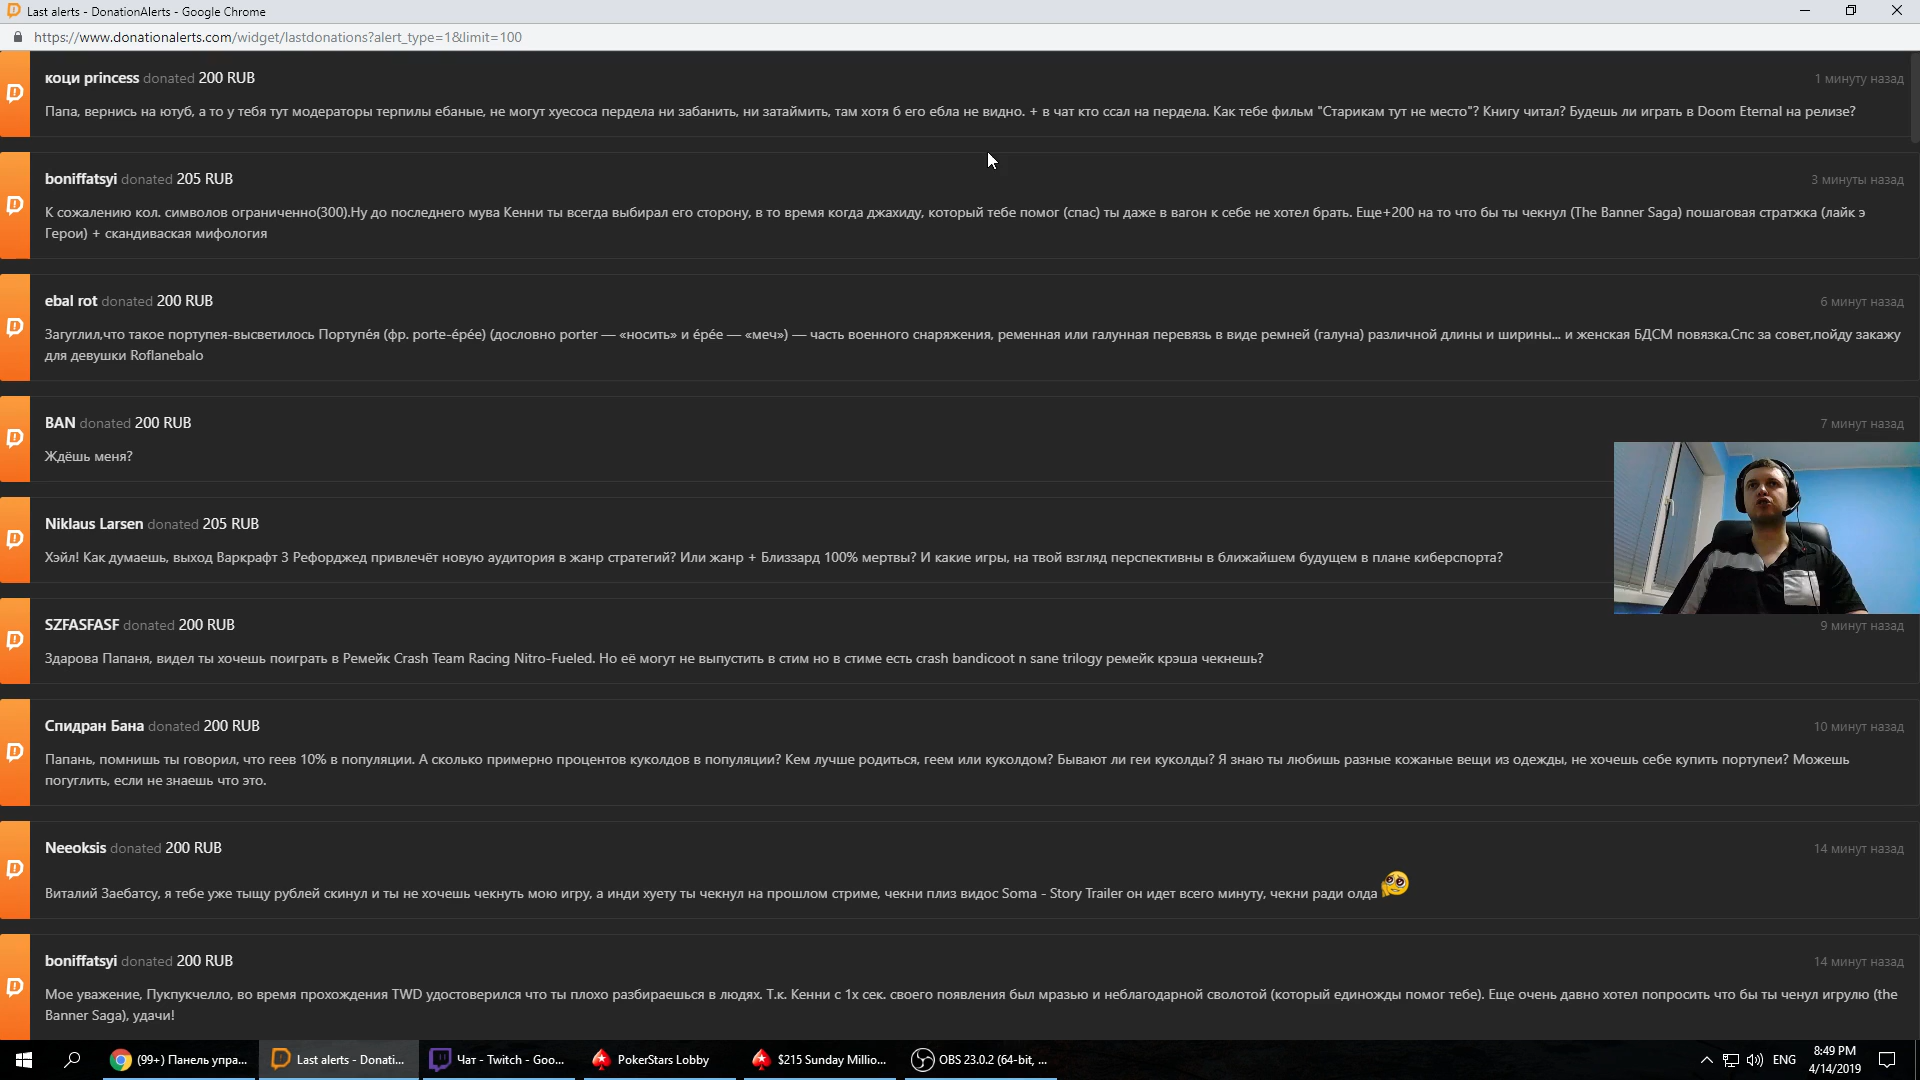 Last alerts - DonationAlerts - Google Chrome
https://www.donationalerts.com/widget/lastdonations?alert_type=1&limit=100
коци princess donated 200 RUB
1 минуту назад
Папа, вернись на ютуб, а то у тебя тут модераторы терпилы ебаные, не могут хуесоса пердела ни забанить, ни затаймить, там хотя б его ебла не видно. + в чат кто ссал на пердела. Как тебе фильм "Старикам тут не место"? Книгу читал? Будешь ли играть в Doom Eternal на релизе?
boniffatsyi donated 205 RUB
3 минуты назад
К сожалению кол. символов ограниченно(300).Ну до последнего мува Кенни ты всегда выбирал его сторону, в то время когда джахиду, который тебе помог (спас) ты даже в вагон к себе не хотел брать. Еще+200 на то что бы ты чекнул (The Banner Saga) пошаговая стратжка (лайк э
Герои) + скандиваская мифология
ebal rot donated 200 RUB
6 минут назад
Загуглил,что такое портупея-высветилось Портупе́я (фр. porte-épée) (дословно porter — «носить» и épée — «меч») — часть военного снаряжения, ременная или галунная перевязь в виде ремней (галуна) различной длины и ширины... и женская БДСМ повязка.Спс за совет,пойду закажу
для девушки Roflanebalo
BAN donated 200 RUB
7 минут назад
Ждёшь меня?
Niklaus Larsen donated 205 RUB
Хэйл! Как думаешь, выход Варкрафт 3 Рефорджед привлечёт новую аудитория в жанр стратегий? Или жанр + Близзард 100% мертвы? И какие игры, на твой взгляд перспективны в ближайшем будущем в плане киберспорта?
SZFASFASF donated 200 RUB
9 минут назад
Здарова Папаня, видел ты хочешь поиграть в Ремейк Crash Team Racing Nitro-Fueled. Но её могут не выпустить в стим но в стиме есть crash bandicoot n sane trilogy ремейк крэша чекнешь?
Спидран Бана donated 200 RUB
10 минут назад
Папань, помнишь ты говорил, что геев 10% в популяции. А сколько примерно процентов куколдов в популяции? Кем лучше родиться, геем или куколдом? Бывают ли геи куколды? Я знаю ты любишь разные кожаные вещи из одежды, не хочешь себе купить портупеи? Можешь
погуглить, если не знаешь что это.
Neeoksis donated 200 RUB
14 минут назад
Виталий Заебатсу, я тебе уже тыщу рублей скинул и ты не хочешь чекнуть мою игру, а инди хуету ты чекнул на прошлом стриме, чекни плиз видос Soma - Story Trailer он идет всего минуту, чекни ради олда
boniffatsyi donated 200 RUB
14 минут назад
Мое уважение, Пукпукчелло, во время прохождения TWD удостоверился что ты плохо разбираешься в людях. Т.к. Кенни с 1х сек. своего появления был мразью и неблагодарной сволотой (который единожды помог тебе). Еще очень давно хотел попросить что бы ты ченул игрулю (the
Banner Saga), удачи!
(99+) Панель упра...
Last alerts - Donati...
Чат - Twitch - Goo...
PokerStars Lobby
$215 Sunday Millio...
OBS 23.0.2 (64-bit, ...
ENG
8:49 PM
4/14/2019